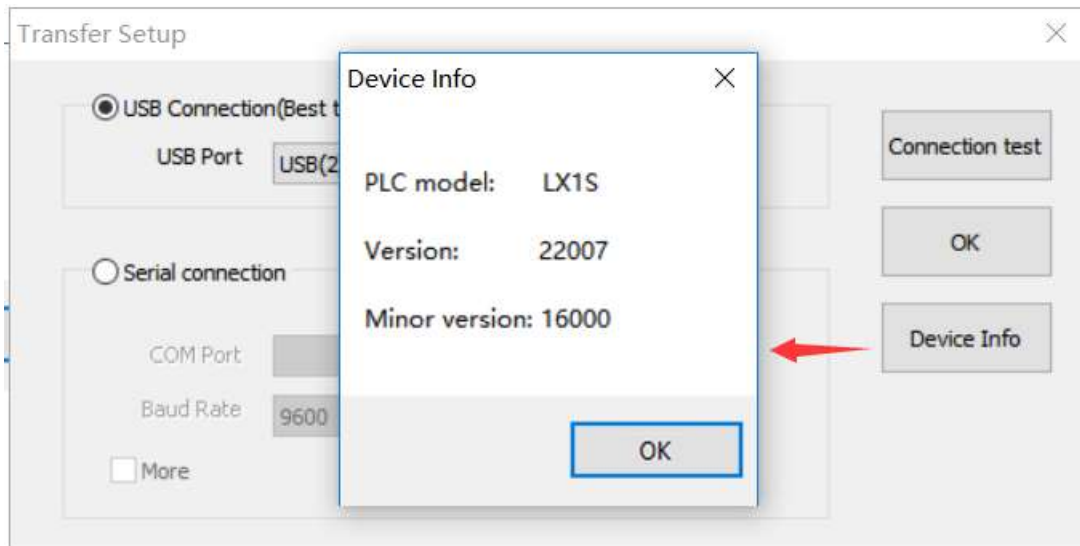 Transfer Setup
Device Info
USB Connection(Best t
USB Port USB(2
PLC model: LX1S
Version: 22007
Minor version: 16000
Serial connection
COM Port
Baud Rate 9600
More
OK
Connection test
OK
Device Info